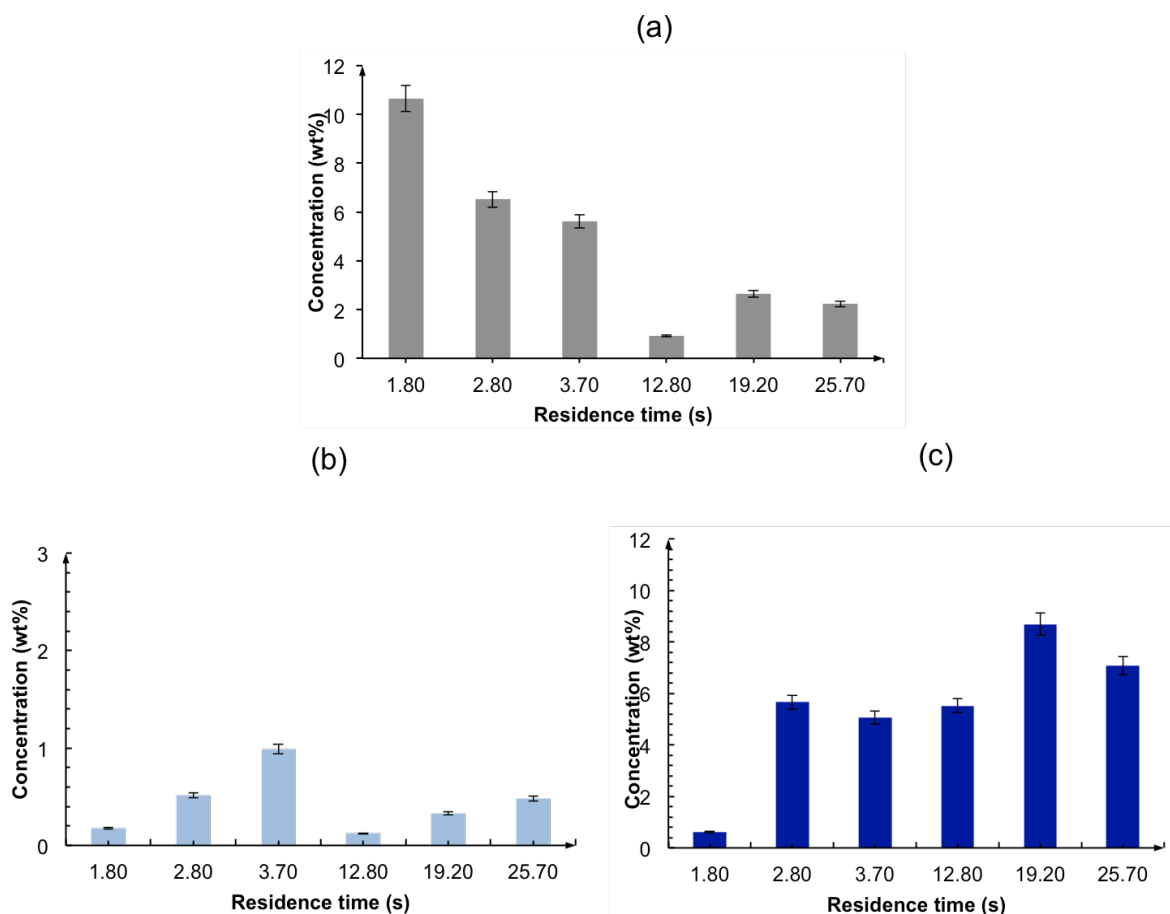 (a)
12
10
8
6
4
2
0
Concentration (wt%)
1.80 2.80 3.70 12.80 19.20 25.70
Residence time (s)
(b)
3
2
1
0
Concentration (wt%)
1.80 2.80 3.70 12.80 19.20 25.70
Residence time (s)
(c)
12
10
8
6
4
2
0
Concentration (wt%)
1.80 2.80 3.70 12.80 19.20 25.70
Residence time (s)